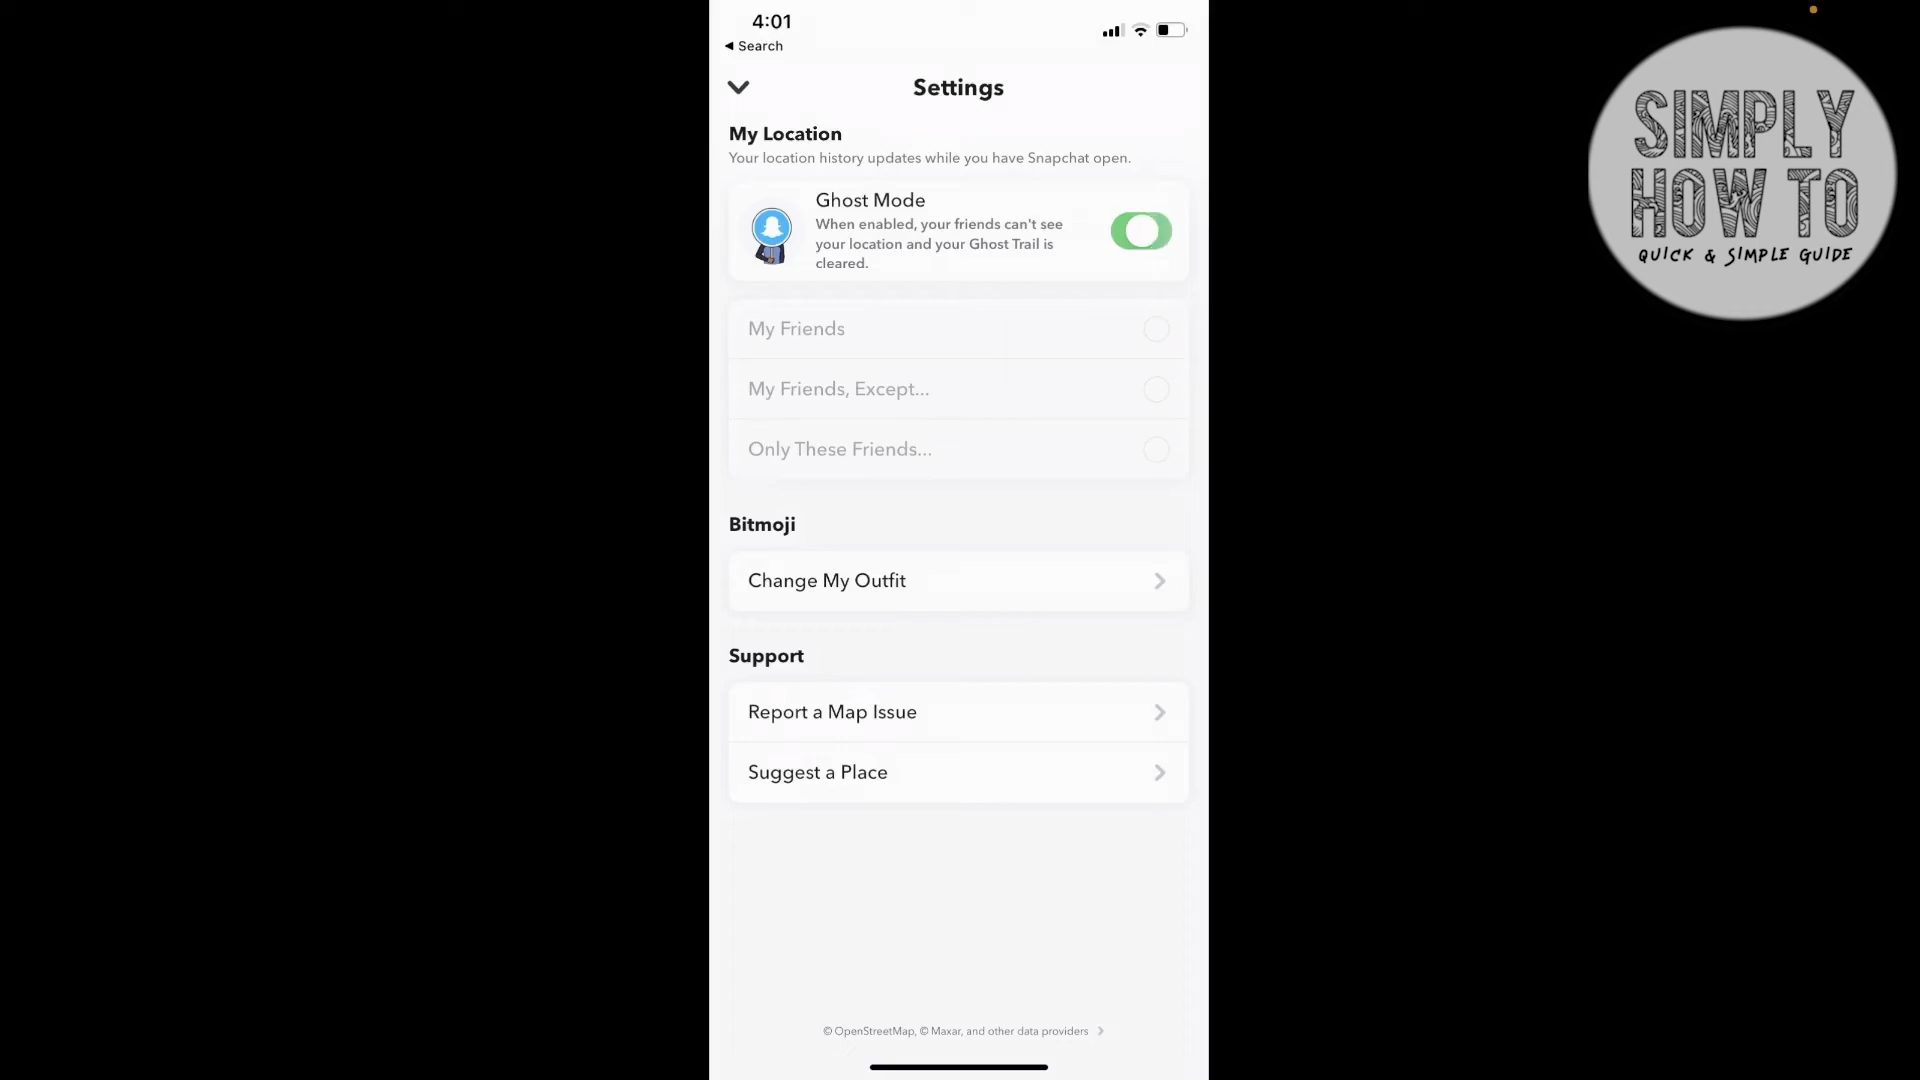 4:01
◀ Search
Settings
My Location
Your location history updates while you have Snapchat open.
Ghost Mode
When enabled, your friends can't see
your location and your Ghost Trail is
cleared.
My Friends
My Friends, Except...
Only These Friends...
Bitmoji
Change My Outfit
Support
Report a Map Issue
Suggest a Place
© OpenStreetMap, © Maxar, and other data providers
SIMPLY
HOW TO
QUICK & SIMPLE GUIDE